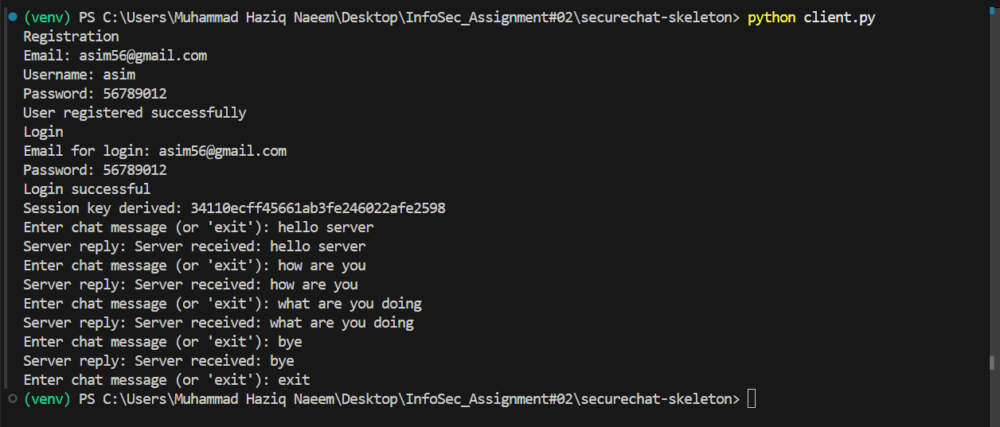 (venv) PS C:\Users\Muhammad Haziq Naeem\Desktop\InfoSec_Assignment#02\securechat-skeleton> python client.py
Registration
Email: asim56@gmail.com
Username: asim
Password: 56789012
User registered successfully
Login
Email for login: asim56@gmail.com
Password: 56789012
Login successful
Session key derived: 34110ecff45661ab3fe246022afe2598
Enter chat message (or 'exit'): hello server
Server reply: Server received: hello server
Enter chat message (or 'exit'): how are you
Server reply: Server received: how are you
Enter chat message (or 'exit'): what are you doing
Server reply: Server received: what are you doing
Enter chat message (or 'exit'): bye
Server reply: Server received: bye
Enter chat message (or 'exit'): exit
(venv) PS C:\Users\Muhammad Haziq Naeem\Desktop\InfoSec_Assignment#02\securechat-skeleton>